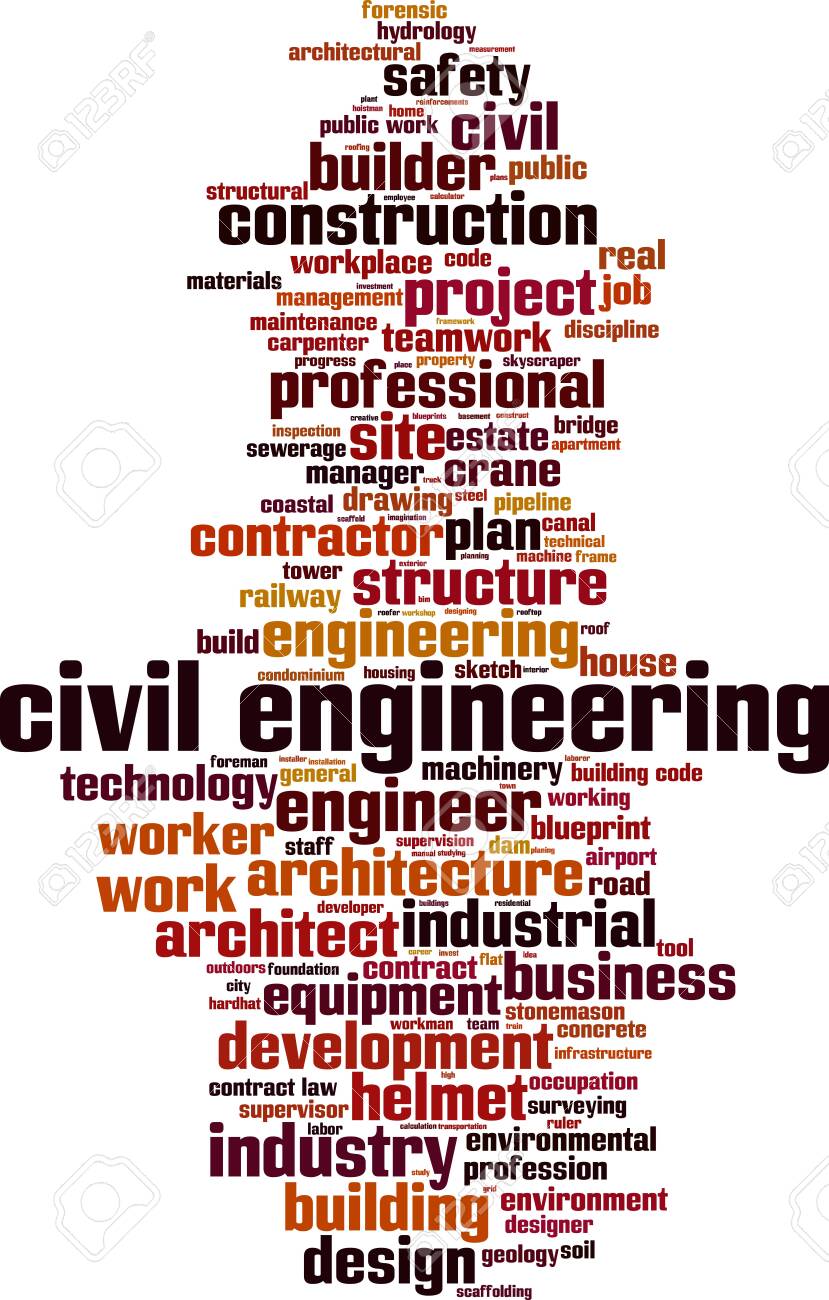 forensic
hydrology
architectural measurement
safety
plant reinforcements
hoistman home civil
public work
roofing
builder plans public
structural employee calculator
construction
workplace code real
materials investment
management project job
maintenance framework
carpenter teamwork discipline
progress place property skyscraper
professional
creative blueprints basement construct
inspection site estate bridge
sewerage apartment
manager truck crane
coastal drawing steel pipeline
scaffold imagination
contractor plan canal
technical
planning machine frame
tower exterior structure
railway bim
roofer workshop designing rooftop
build engineering roof
condominium housing sketch interior house
civil engineering
foreman installer installation machinery laborer
technology general building code
town
engineer working
worker staff supervision blueprint
manual studying dam planing
work architecture airport
road
developer buildings residential
architect industrial
career invest idea tool
outdoors foundation contract flat
city business
hardhat equipment
stonemason
workman team train concrete
development infrastructure
high
contract law helmet occupation
supervisor surveying
labor calculation transportation ruler
industry environmental
study profession
grid
building environment
designer
design geology soil
scaffolding
123RF
123RF
123RF
123RF
123RF
123RF